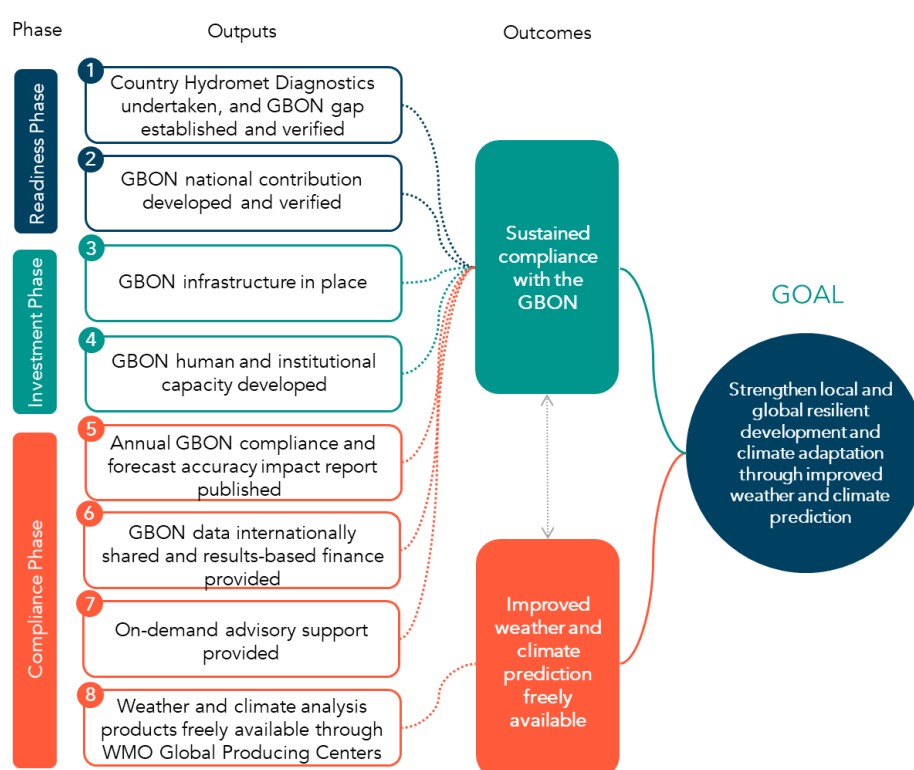 Phase
Outputs
Outcomes
Readiness Phase
1
Country Hydromet Diagnostics
undertaken, and GBON gap
established and verified
2
GBON national contribution
developed and verified
Investment Phase
3
GBON infrastructure in place
4
GBON human and institutional
capacity developed
Compliance Phase
5
Annual GBON compliance and
forecast accuracy impact report
published
6
GBON data internationally
shared and results-based finance
provided
7
On-demand advisory support
provided
8
Weather and climate analysis
products freely available through
WMO Global Producing Centers
Sustained
compliance
with the
GBON
Improved
weather and
climate
prediction
freely
available
GOAL
Strengthen local and
global resilient
development and
climate adaptation
through improved
weather and climate
prediction